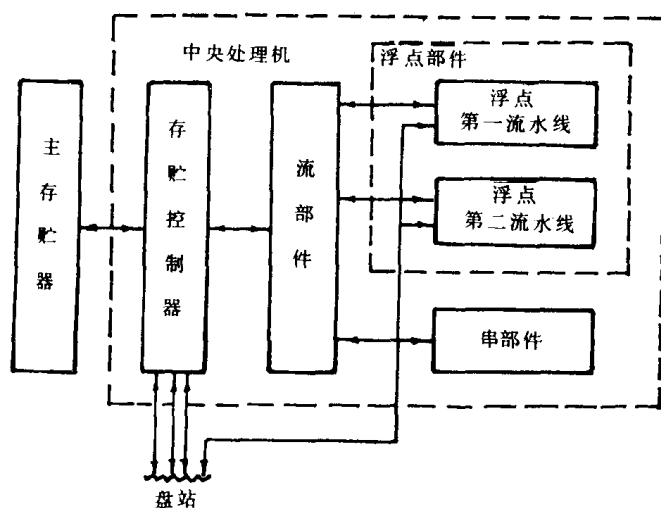 中央处理机
浮点部件
主存贮器
存贮控制器
流部件
浮点
第一流水线
浮点
第二流水线
串部件
盘站